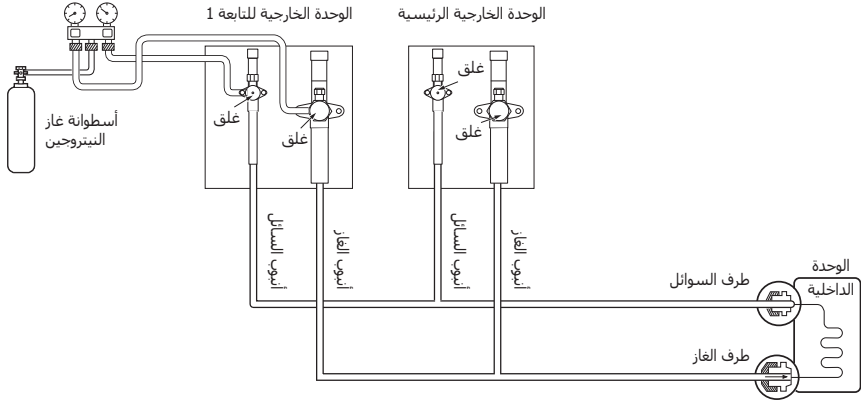 الوحدة الخارجية الرئيسية
الوحدة الخارجية للتابعة 1
غلق
غلق
غلق
غلق
أسطوانة غاز
النيتروجين
أنبوب السائل
أنبوب الغاز
أنبوب السائل
أنبوب الغاز
الوحدة
الداخلية
طرف السوائل
طرف الغاز